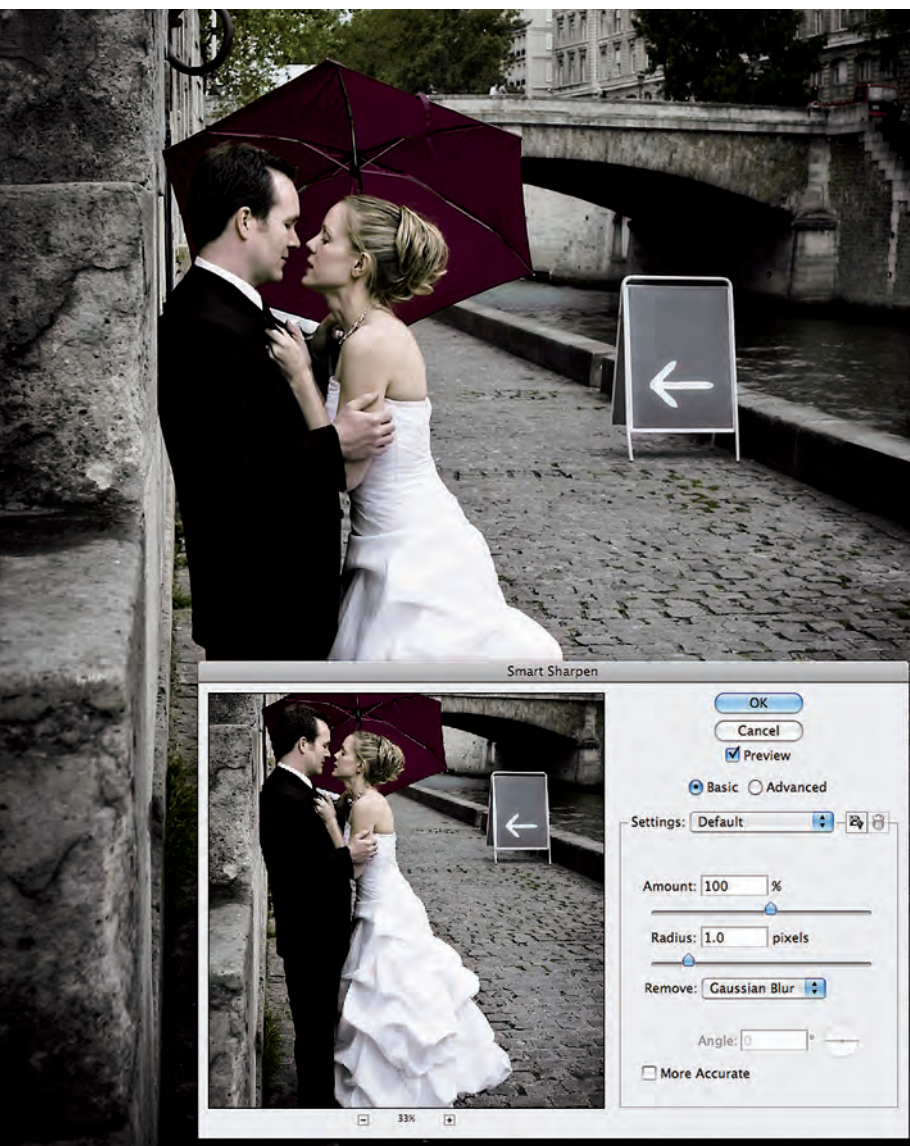 Smart Sharpen
OK
Cancel
Preview
Basic Advanced
Settings: Default
Amount: 100 %
Radius: 1.0 pixels
Remove: Gaussian Blur
Angle: 0 °
More Accurate
33%